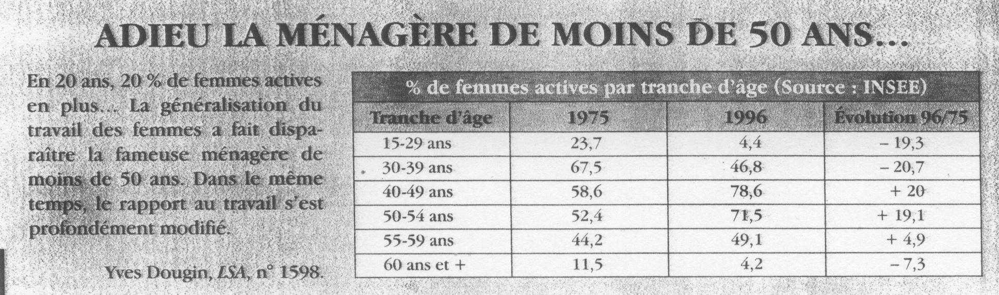 ADIEU LA MÉNAGÈRE DE MOINS DE 50 ANS...
En 20 ans, 20 % de femmes actives
en plus... La généralisation du
travail des femmes a fait dispa-
raître la fameuse ménagère de
moins de 50 ans. Dans le même
temps, le rapport au travail s'est
profondément modifié.
Yves Dougin, LSA, n° 1598.
% de femmes actives par tranche d'âge (Source : INSEE)
Tranche d'âge 1975 1996 Évolution 96/75
15-29 ans 23,7 4,4 – 19,3
30-39 ans 67,5 46,8 – 20,7
40-49 ans 58,6 78,6 + 20
50-54 ans 52,4 71,5 + 19,1
55-59 ans 44,2 49,1 + 4,9
60 ans et + 11,5 4,2 – 7,3